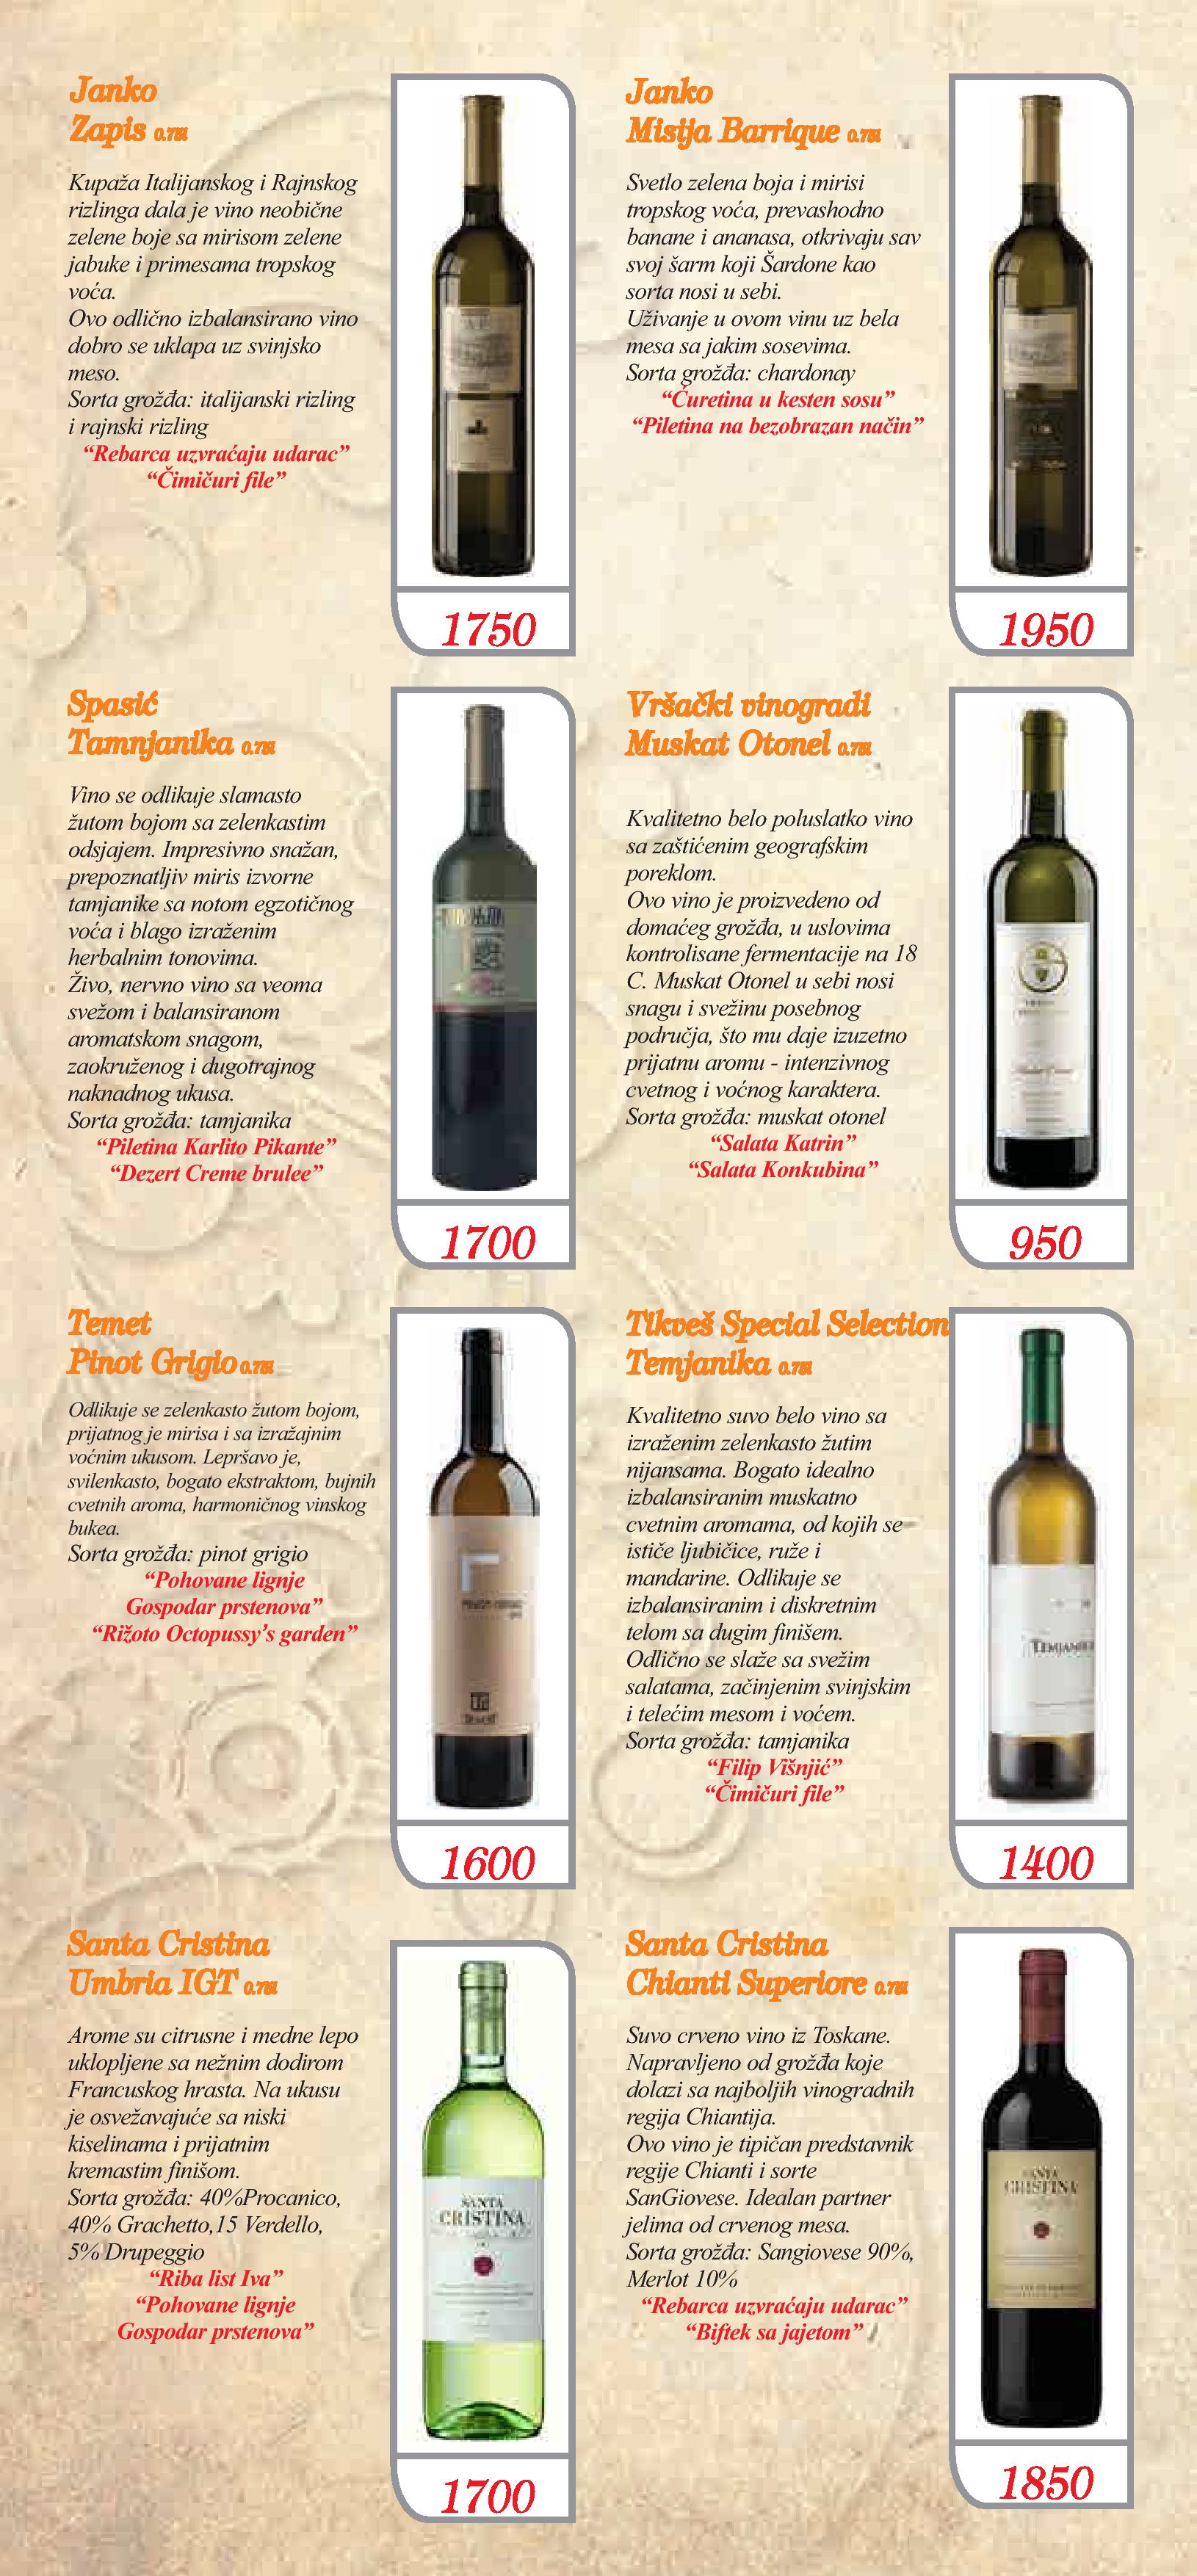 Janko
Zapis 0.75l
Kupaža Italijanskog i Rajnskog
rizlinga dala je vino neobične
zelene boje sa mirisom zelene
jabuke i primesama tropskog
voća.
Ovo odlično izbalansirano vino
dobro se uklapa uz svinjsko
meso.
Sorta grožđa: italijanski rizling
i rajnski rizling
“Rebarca uzvraćaju udarac”
“Čimičuri file”
1750
Janko
Misija Barrique 0.75l
Svetlo zelena boja i mirisi
tropskog voća, prevashodno
banane i ananasa, otkrivaju sav
svoj šarm koji Šardone kao
sorta nosi u sebi.
Uživanje u ovom vinu uz bela
mesa sa jakim sosevima.
Sorta grožđa: chardonay
“Ćuretina u kesten sosu”
“Piletina na bezobrazan način”
1950
Spasić
Tamnjanika 0.75l
Vino se odlikuje slamasto
žutom bojom sa zelenkastim
odsjajem. Impresivno snažan,
prepoznatljiv miris izvorne
tamjanike sa notom egzotičnog
voća i blago izraženim
herbalnim tonovima.
Živo, nervno vino sa veoma
svežom i balansiranom
aromatskom snagom,
zaokruženog i dugotrajnog
naknadnog ukusa.
Sorta grožđa: tamjanika
“Piletina Karlito Pikante”
“Dezert Creme brulee”
1700
Vršački vinogradi
Muskat Otonel 0.75l
Kvalitetno belo poluslatko vino
sa zaštićenim geografskim
poreklom.
Ovo vino je proizvedeno od
domaćeg grožđa, u uslovima
kontrolisane fermentacije na 18
C. Muskat Otonel u sebi nosi
snagu i svežinu posebnog
područja, što mu daje izuzetno
prijatnu aromu - intenzivnog
cvetnog i voćnog karaktera.
Sorta grožđa: muskat otonel
“Salata Katrin”
“Salata Konkubina”
950
Temet
Pinot Grigio 0.75l
Odlikuje se zelenkasto žutom bojom,
prijatnog je mirisa i sa izražajnim
voćnim ukusom. Lepršavo je,
svilenkasto, bogato ekstraktom, bujnih
cvetnih aroma, harmoničnog vinskog
bukea.
Sorta grožđa: pinot grigio
“Pohovane lignje
Gospodar prstenova”
“Rižoto Octopussy’s garden”
PINOT GRIGIO
TEMET
1600
Tikveš Special Selection
Temjanika 0.75l
Kvalitetno suvo belo vino sa
izraženim zelenkasto žutim
nijansama. Bogato idealno
izbalansiranim muskatno
cvetnim aromama, od kojih se
ističe ljubičice, ruže i
mandarine. Odlikuje se
izbalansiranim i diskretnim
telom sa dugim finišem.
Odlično se slaže sa svežim
salatama, začinjenim svinjskim
i telećim mesom i voćem.
Sorta grožđa: tamjanika
“Filip Višnjić”
“Čimičuri file”
1400
Santa Cristina
Umbria IGT 0.75l
Arome su citrusne i medne lepo
uklopljene sa nežnim dodirom
Francuskog hrasta. Na ukusu
je osvežavajuće sa niski
kiselinama i prijatnim
kremastim finišom.
Sorta grožđa: 40%Procanico,
40% Grachetto,15 Verdello,
5% Drupeggio
“Riba list Iva”
“Pohovane lignje
Gospodar prstenova”
SANTA
CRISTINA
1700
Santa Cristina
Chianti Superiore 0.75l
Suvo crveno vino iz Toskane.
Napravljeno od grožđa koje
dolazi sa najboljih vinogradnih
regija Chiantija.
Ovo vino je tipičan predstavnik
regije Chianti i sorte
SanGiovese. Idealan partner
jelima od crvenog mesa.
Sorta grožđa: Sangiovese 90%,
Merlot 10%
“Rebarca uzvraćaju udarac”
“Biftek sa jajetom”
SANTA
CRISTINA
1850